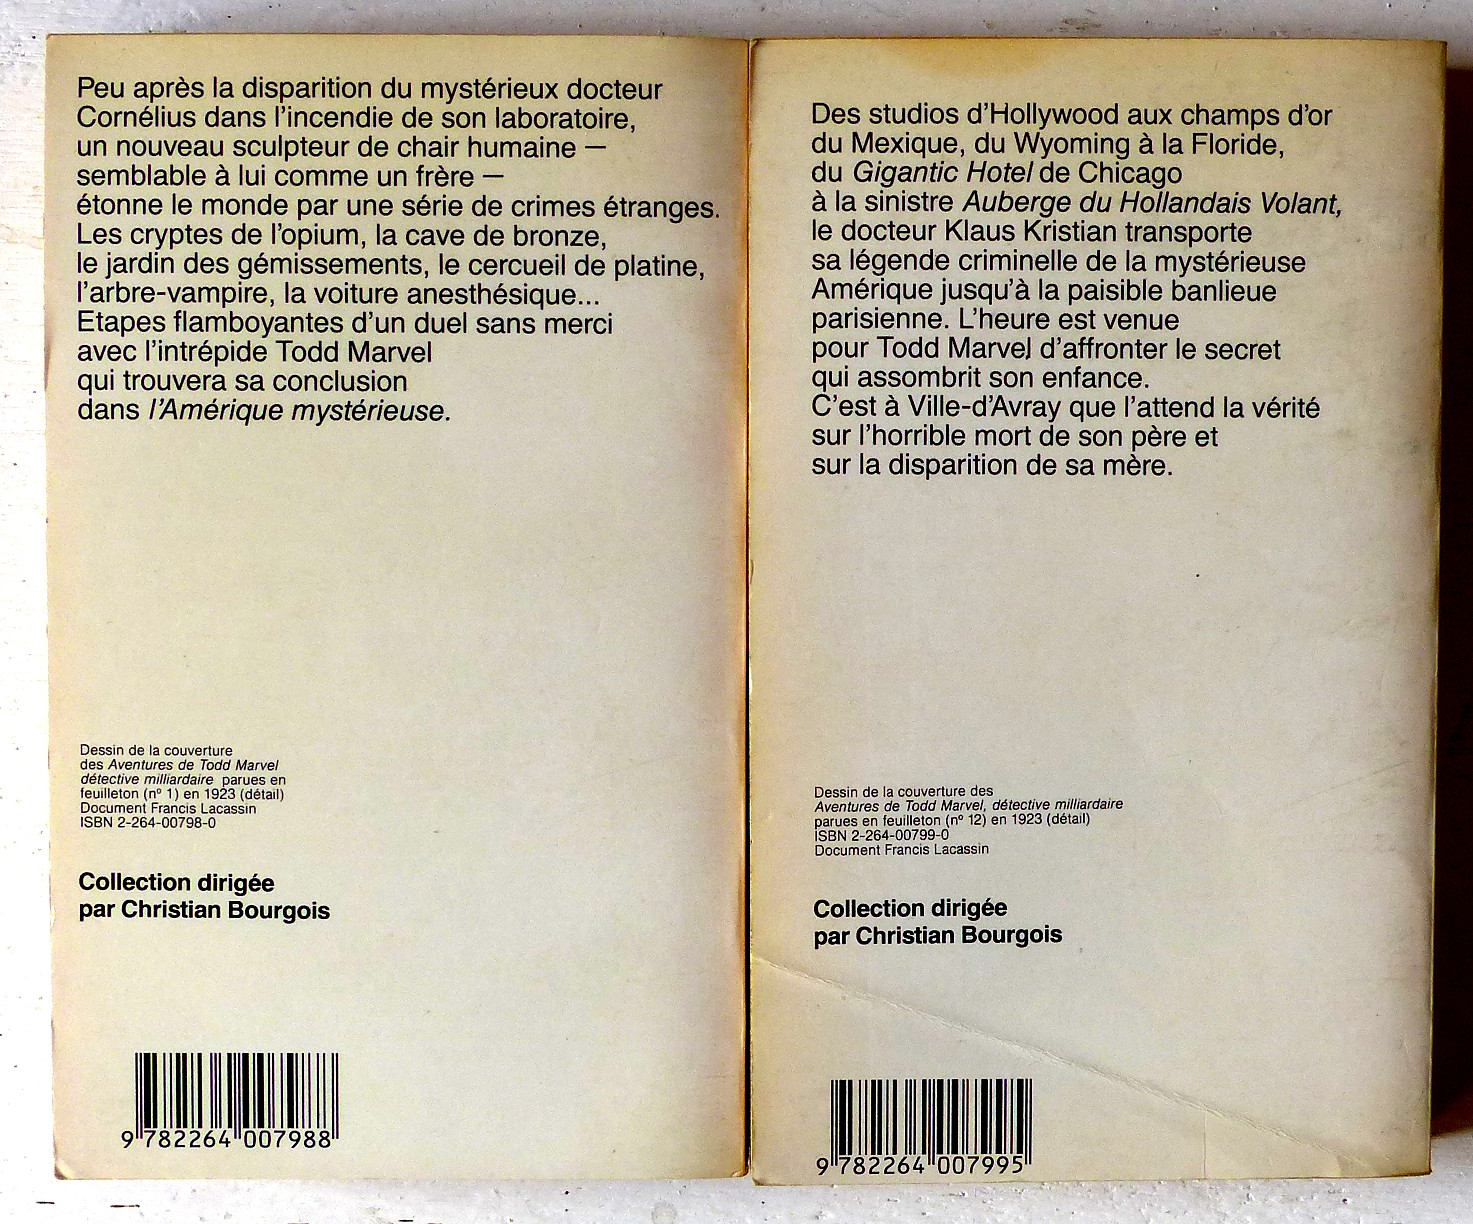 Peu après la disparition du mystérieux docteur
Cornélius dans l'incendie de son laboratoire,
un nouveau sculpteur de chair humaine —
semblable à lui comme un frère —
étonne le monde par une série de crimes étranges.
Les cryptes de l'opium, la cave de bronze,
le jardin des gémissements, le cercueil de platine,
l'arbre-vampire, la voiture anesthésique...
Etapes flamboyantes d'un duel sans merci
avec l'intrépide Todd Marvel
qui trouvera sa conclusion
dans l'Amérique mystérieuse.
Dessin de la couverture
des Aventures de Todd Marvel
détective milliardaire parues en
feuilleton (nº 1) en 1923 (détail)
Document Francis Lacassin
ISBN 2-264-00798-0
Collection dirigée
par Christian Bourgois
9 782264 007988
Des studios d'Hollywood aux champs d'or
du Mexique, du Wyoming à la Floride,
du Gigantic Hotel de Chicago
à la sinistre Auberge du Hollandais Volant,
le docteur Klaus Kristian transporte
sa légende criminelle de la mystérieuse
Amérique jusqu'à la paisible banlieue
parisienne. L'heure est venue
pour Todd Marvel d'affronter le secret
qui assombrit son enfance.
C'est à Ville-d'Avray que l'attend la vérité
sur l'horrible mort de son père et
sur la disparition de sa mère.
Dessin de la couverture des
Aventures de Todd Marvel, détective milliardaire
parues en feuilleton (nº 12) en 1923 (détail)
ISBN 2-264-00799-0
Document Francis Lacassin
Collection dirigée
par Christian Bourgois
9 782264 007995